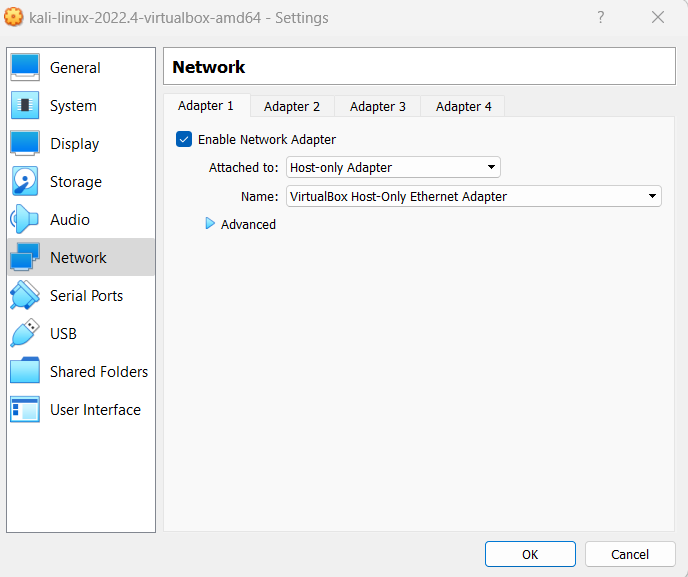 kali-linux-2022.4-virtualbox-amd64 - Settings
?
General
System
Display
Storage
Audio
Network
Serial Ports
USB
Shared Folders
User Interface
Network
Adapter 1 Adapter 2 Adapter 3 Adapter 4
Enable Network Adapter
Attached to: Host-only Adapter
Name: VirtualBox Host-Only Ethernet Adapter
Advanced
OK Cancel